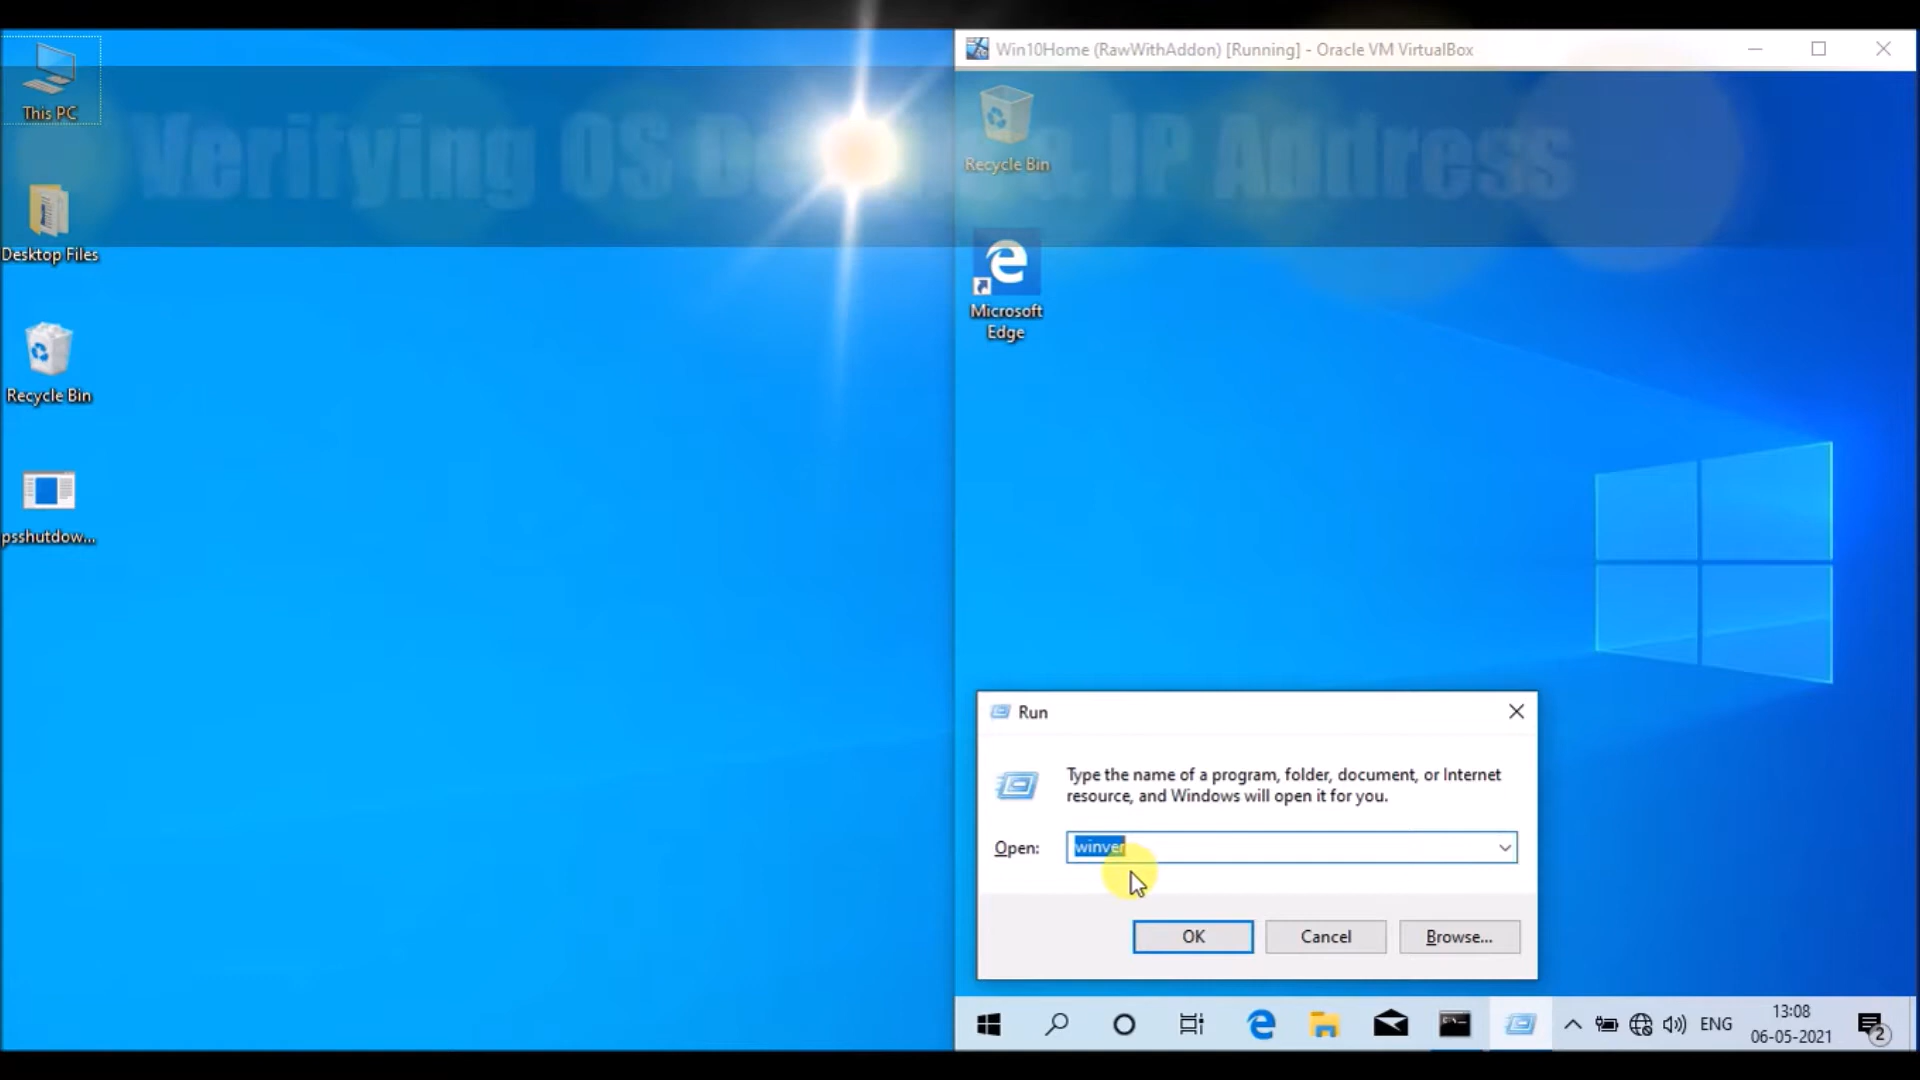 Win10Home (RawWithAddon) [Running] - Oracle VM VirtualBox
This PC
Verifying OS & IP Address
Recycle Bin
Desktop Files
Microsoft
Edge
Recycle Bin
psshutdow...
Run
Type the name of a program, folder, document, or Internet
resource, and Windows will open it for you.
Open:
winver
OK
Cancel
Browse...
ENG
13:08
06-05-2021
2